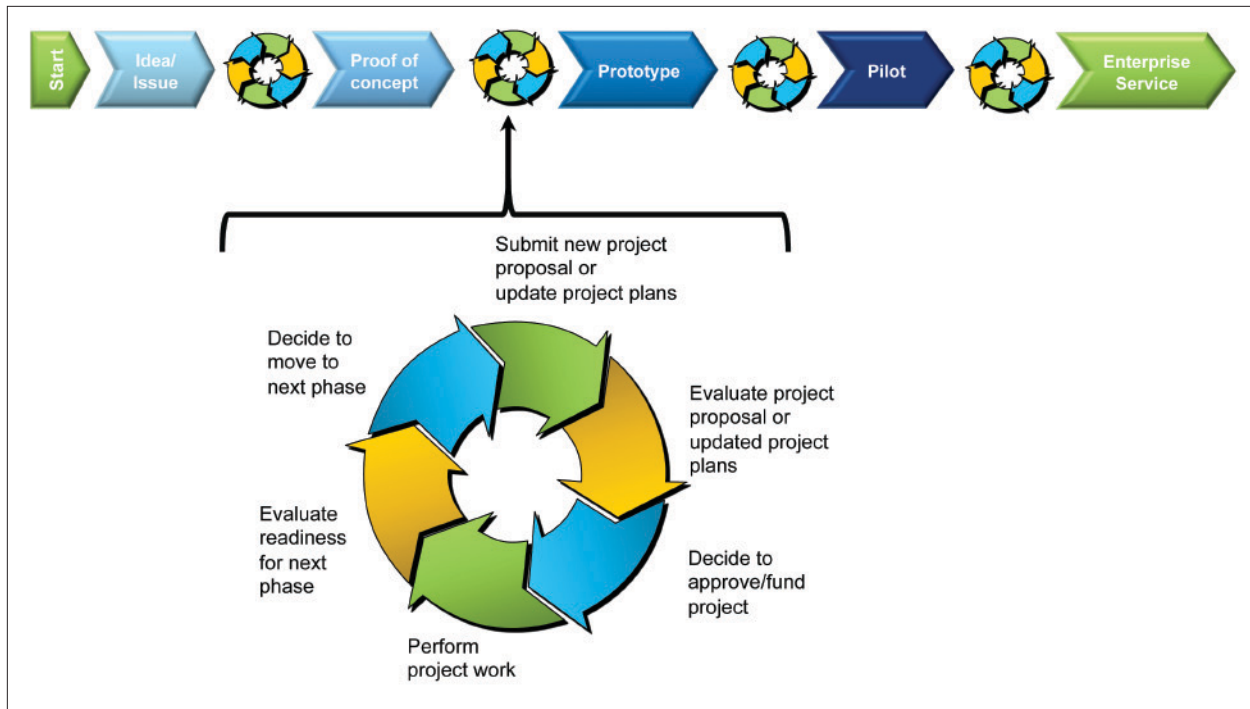 Start
Idea/
Issue
Proof of
concept
Prototype
Pilot
Enterprise
Service
Submit new project
proposal or
update project plans
Decide to
move to
next phase
Evaluate project
proposal or
updated project
plans
Evaluate
readiness
for next
phase
Decide to
approve/fund
project
Perform
project work